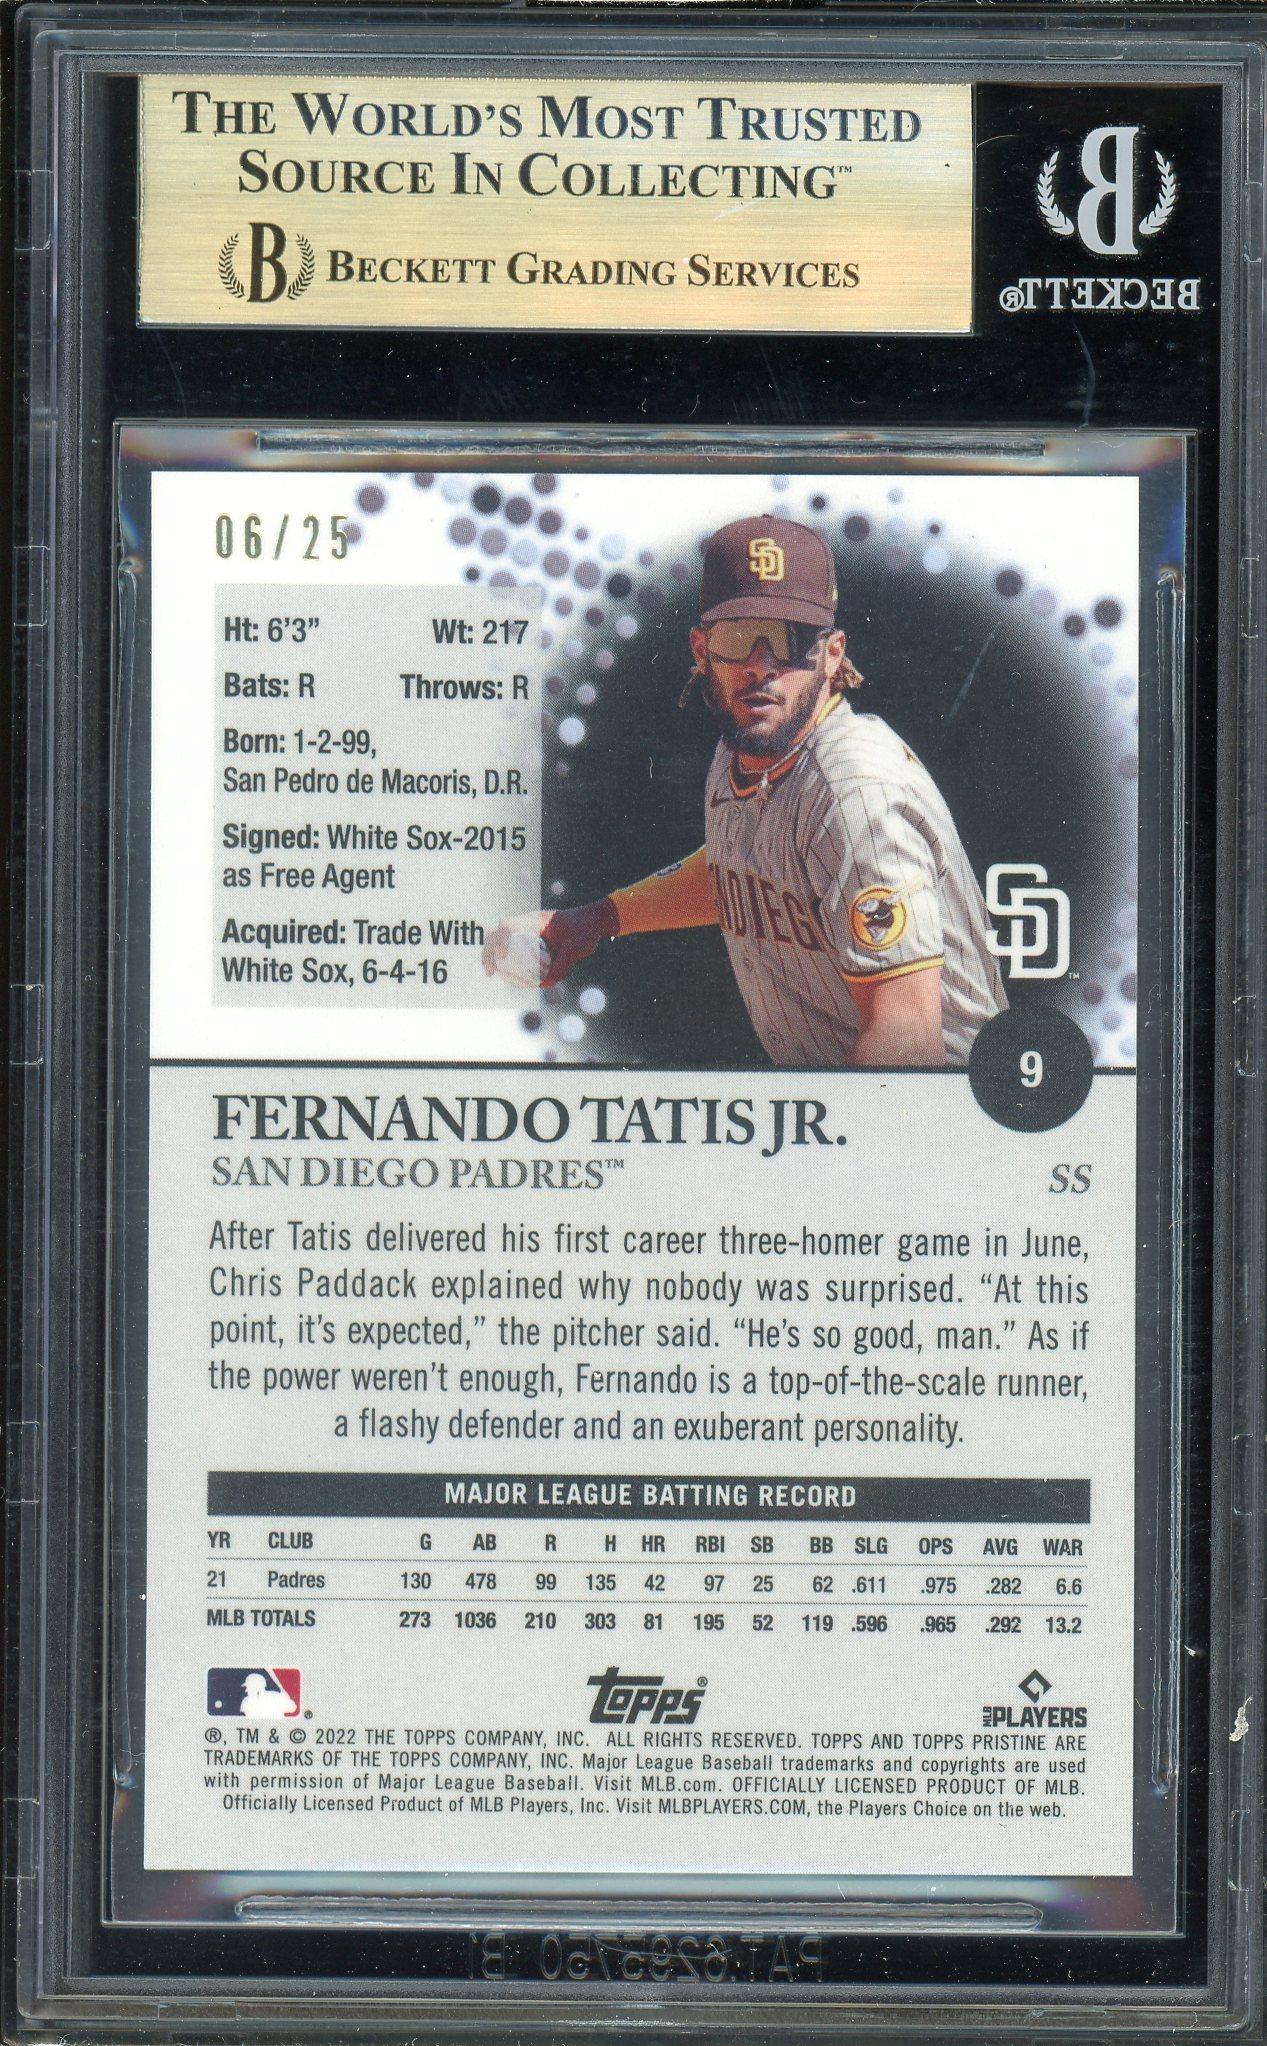 THE WORLD'S MOST TRUSTED
SOURCE IN COLLECTING™
B BECKETT GRADING SERVICES
B
BECKETT®
06/25
Ht: 6'3" Wt: 217
Bats: R Throws: R
Born: 1-2-99,
San Pedro de Macoris, D.R.
Signed: White Sox-2015
as Free Agent
Acquired: Trade With
White Sox, 6-4-16
SD
DIEG
SD™
9
FERNANDO TATIS JR.
SAN DIEGO PADRES™ SS
After Tatis delivered his first career three-homer game in June,
Chris Paddack explained why nobody was surprised. "At this
point, it's expected," the pitcher said. "He's so good, man." As if
the power weren't enough, Fernando is a top-of-the-scale runner,
a flashy defender and an exuberant personality.
MAJOR LEAGUE BATTING RECORD
YR CLUB G AB R H HR RBI SB BB SLG OPS AVG WAR
21 Padres 130 478 99 135 42 97 25 62 .611 .975 .282 6.6
MLB TOTALS 273 1036 210 303 81 195 52 119 .596 .965 .292 13.2
® topps® MLB PLAYERS
®, TM & © 2022 THE TOPPS COMPANY, INC. ALL RIGHTS RESERVED. TOPPS AND TOPPS PRISTINE ARE
TRADEMARKS OF THE TOPPS COMPANY, INC. Major League Baseball trademarks and copyrights are used
with permission of Major League Baseball. Visit MLB.com. OFFICIALLY LICENSED PRODUCT OF MLB.
Officially Licensed Product of MLB Players, Inc. Visit MLBPLAYERS.COM, the Players Choice on the web.
PAT.6295750 B1